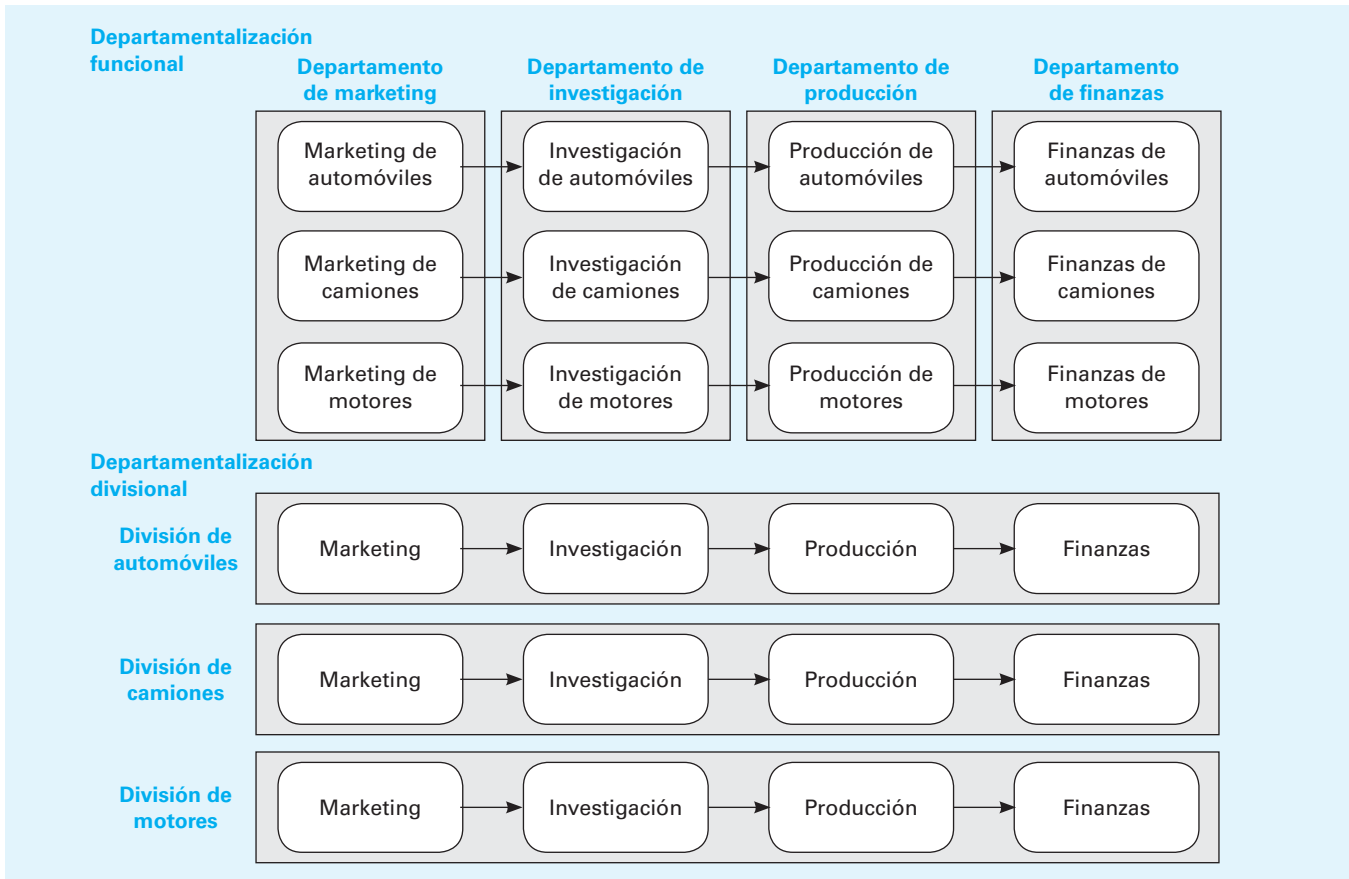 Departamentalización
funcional
Departamento
de marketing
Departamento de
investigación
Departamento de
producción
Departamento
de finanzas
Marketing de
automóviles
Investigación
de automóviles
Producción de
automóviles
Finanzas de
automóviles
Marketing de
camiones
Investigación
de camiones
Producción de
camiones
Finanzas de
camiones
Marketing de
motores
Investigación
de motores
Producción de
motores
Finanzas de
motores
Departamentalización
divisional
División de
automóviles
Marketing
Investigación
Producción
Finanzas
División de
camiones
Marketing
Investigación
Producción
Finanzas
División de
motores
Marketing
Investigación
Producción
Finanzas